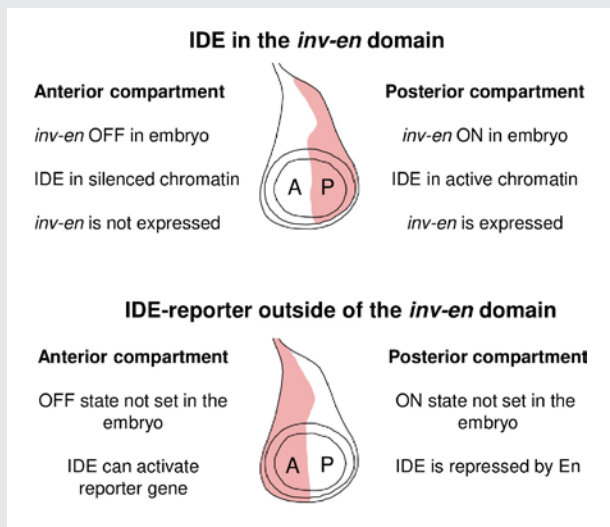 IDE in the inv-en domain
Anterior compartment
inv-en OFF in embryo
IDE in silenced chromatin
inv-en is not expressed
A P
Posterior compartment
inv-en ON in embryo
IDE in active chromatin
inv-en is expressed
IDE-reporter outside of the inv-en domain
Anterior compartment
OFF state not set in the
embryo
IDE can activate
reporter gene
A P
Posterior compartment
ON state not set in the
embryo
IDE is repressed by En